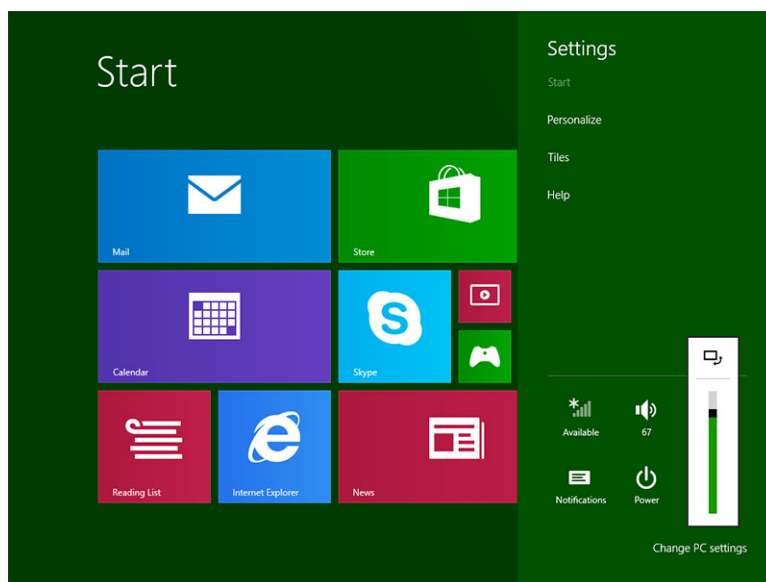 Start
Mail
Store
Calendar
Skype
Reading List
Internet Explorer
News
Settings
Start
Personalize
Tiles
Help
Available
67
Notifications
Power
Change PC settings